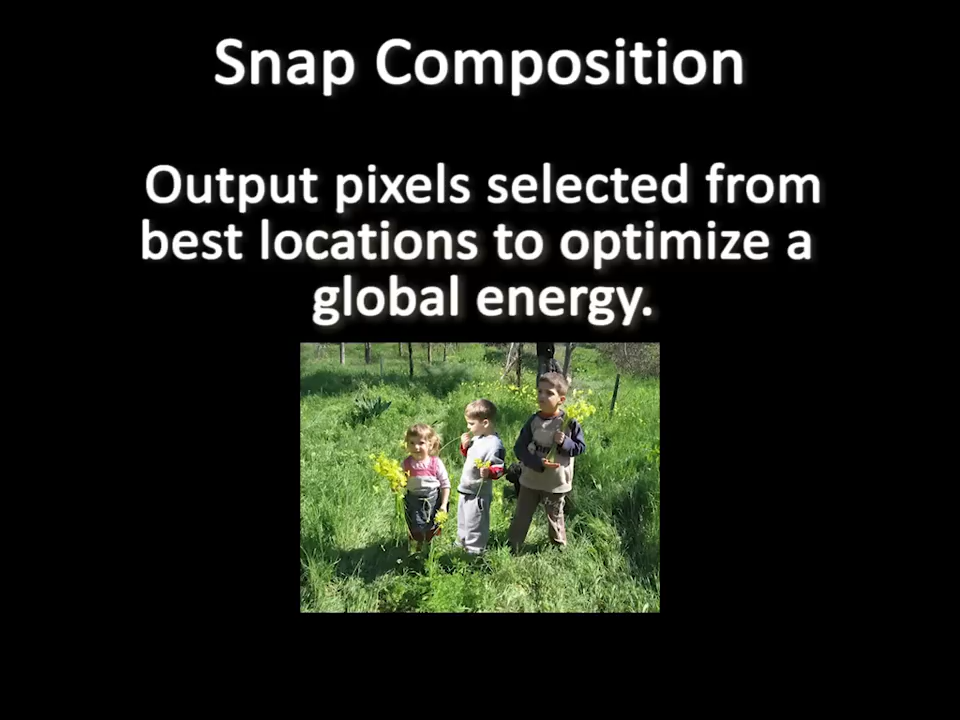 Snap Composition
Output pixels selected from
best locations to optimize a
global energy.